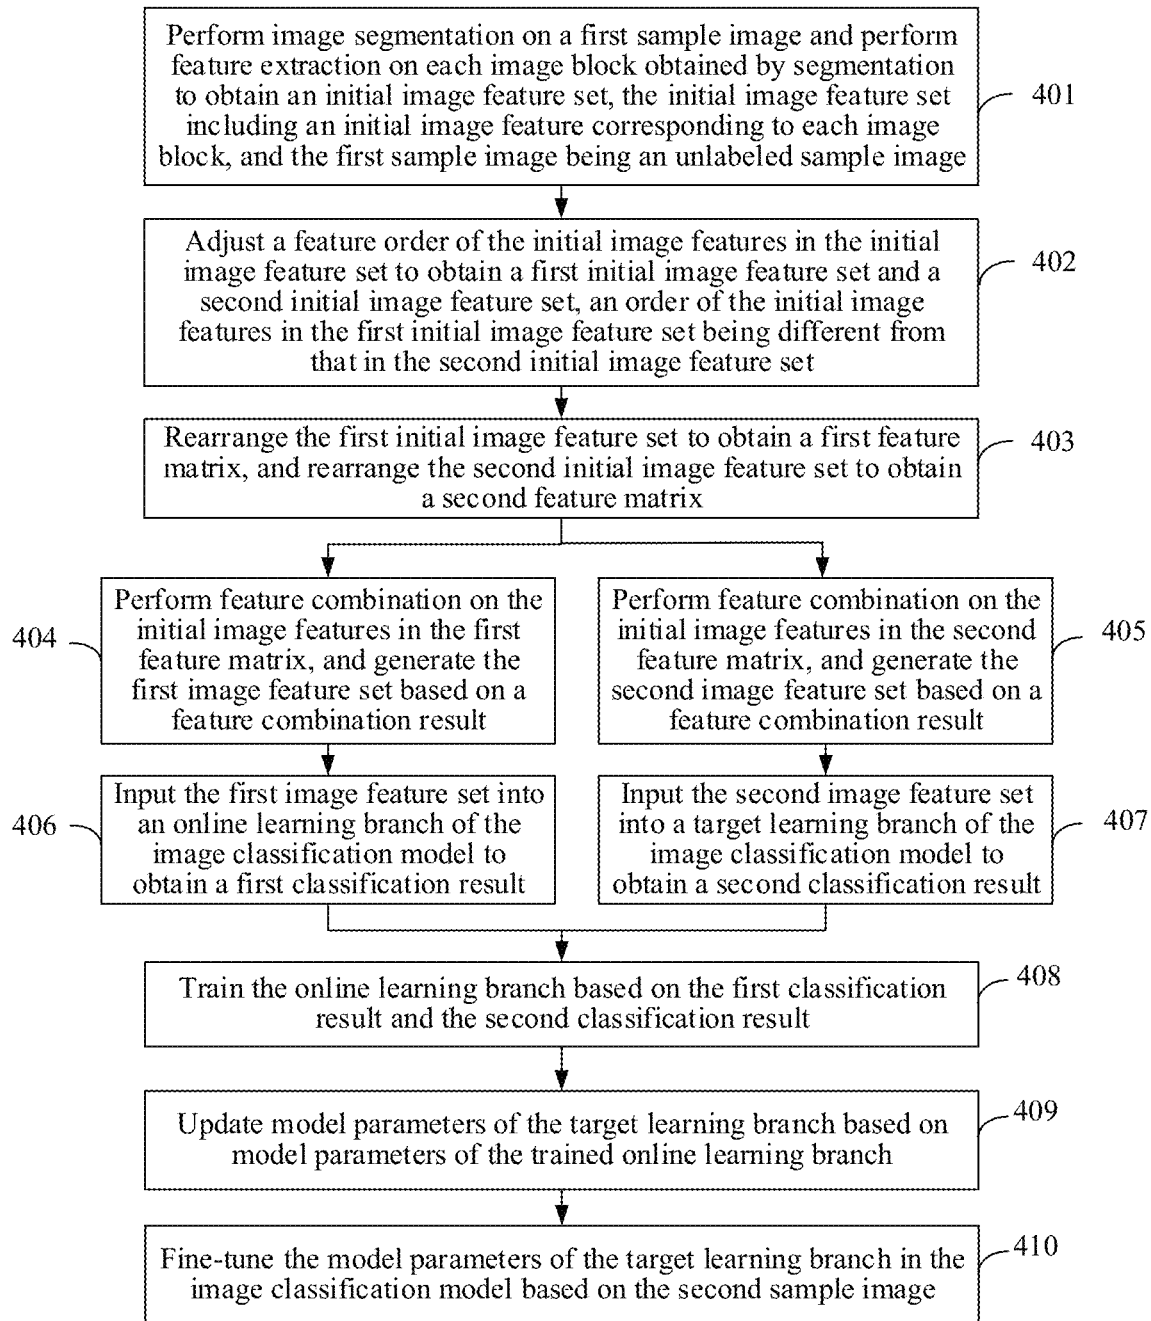 Perform image segmentation on a first sample image and perform
feature extraction on each image block obtained by segmentation
to obtain an initial image feature set, the initial image feature set
including an initial image feature corresponding to each image
block, and the first sample image being an unlabeled sample image
401
Adjust a feature order of the initial image features in the initial
image feature set to obtain a first initial image feature set and a
second initial image feature set, an order of the initial image
features in the first initial image feature set being different from
that in the second initial image feature set
402
Rearrange the first initial image feature set to obtain a first feature
matrix, and rearrange the second initial image feature set to obtain
a second feature matrix
403
404
Perform feature combination on the
initial image features in the first
feature matrix, and generate the
first image feature set based on a
feature combination result
Perform feature combination on the
initial image features in the second
feature matrix, and generate the
second image feature set based on a
feature combination result
405
406
Input the first image feature set into
an online learning branch of the
image classification model to
obtain a first classification result
Input the second image feature set
into a target learning branch of the
image classification model to
obtain a second classification result
407
Train the online learning branch based on the first classification
result and the second classification result
408
Update model parameters of the target learning branch based on
model parameters of the trained online learning branch
409
Fine-tune the model parameters of the target learning branch in the
image classification model based on the second sample image
410